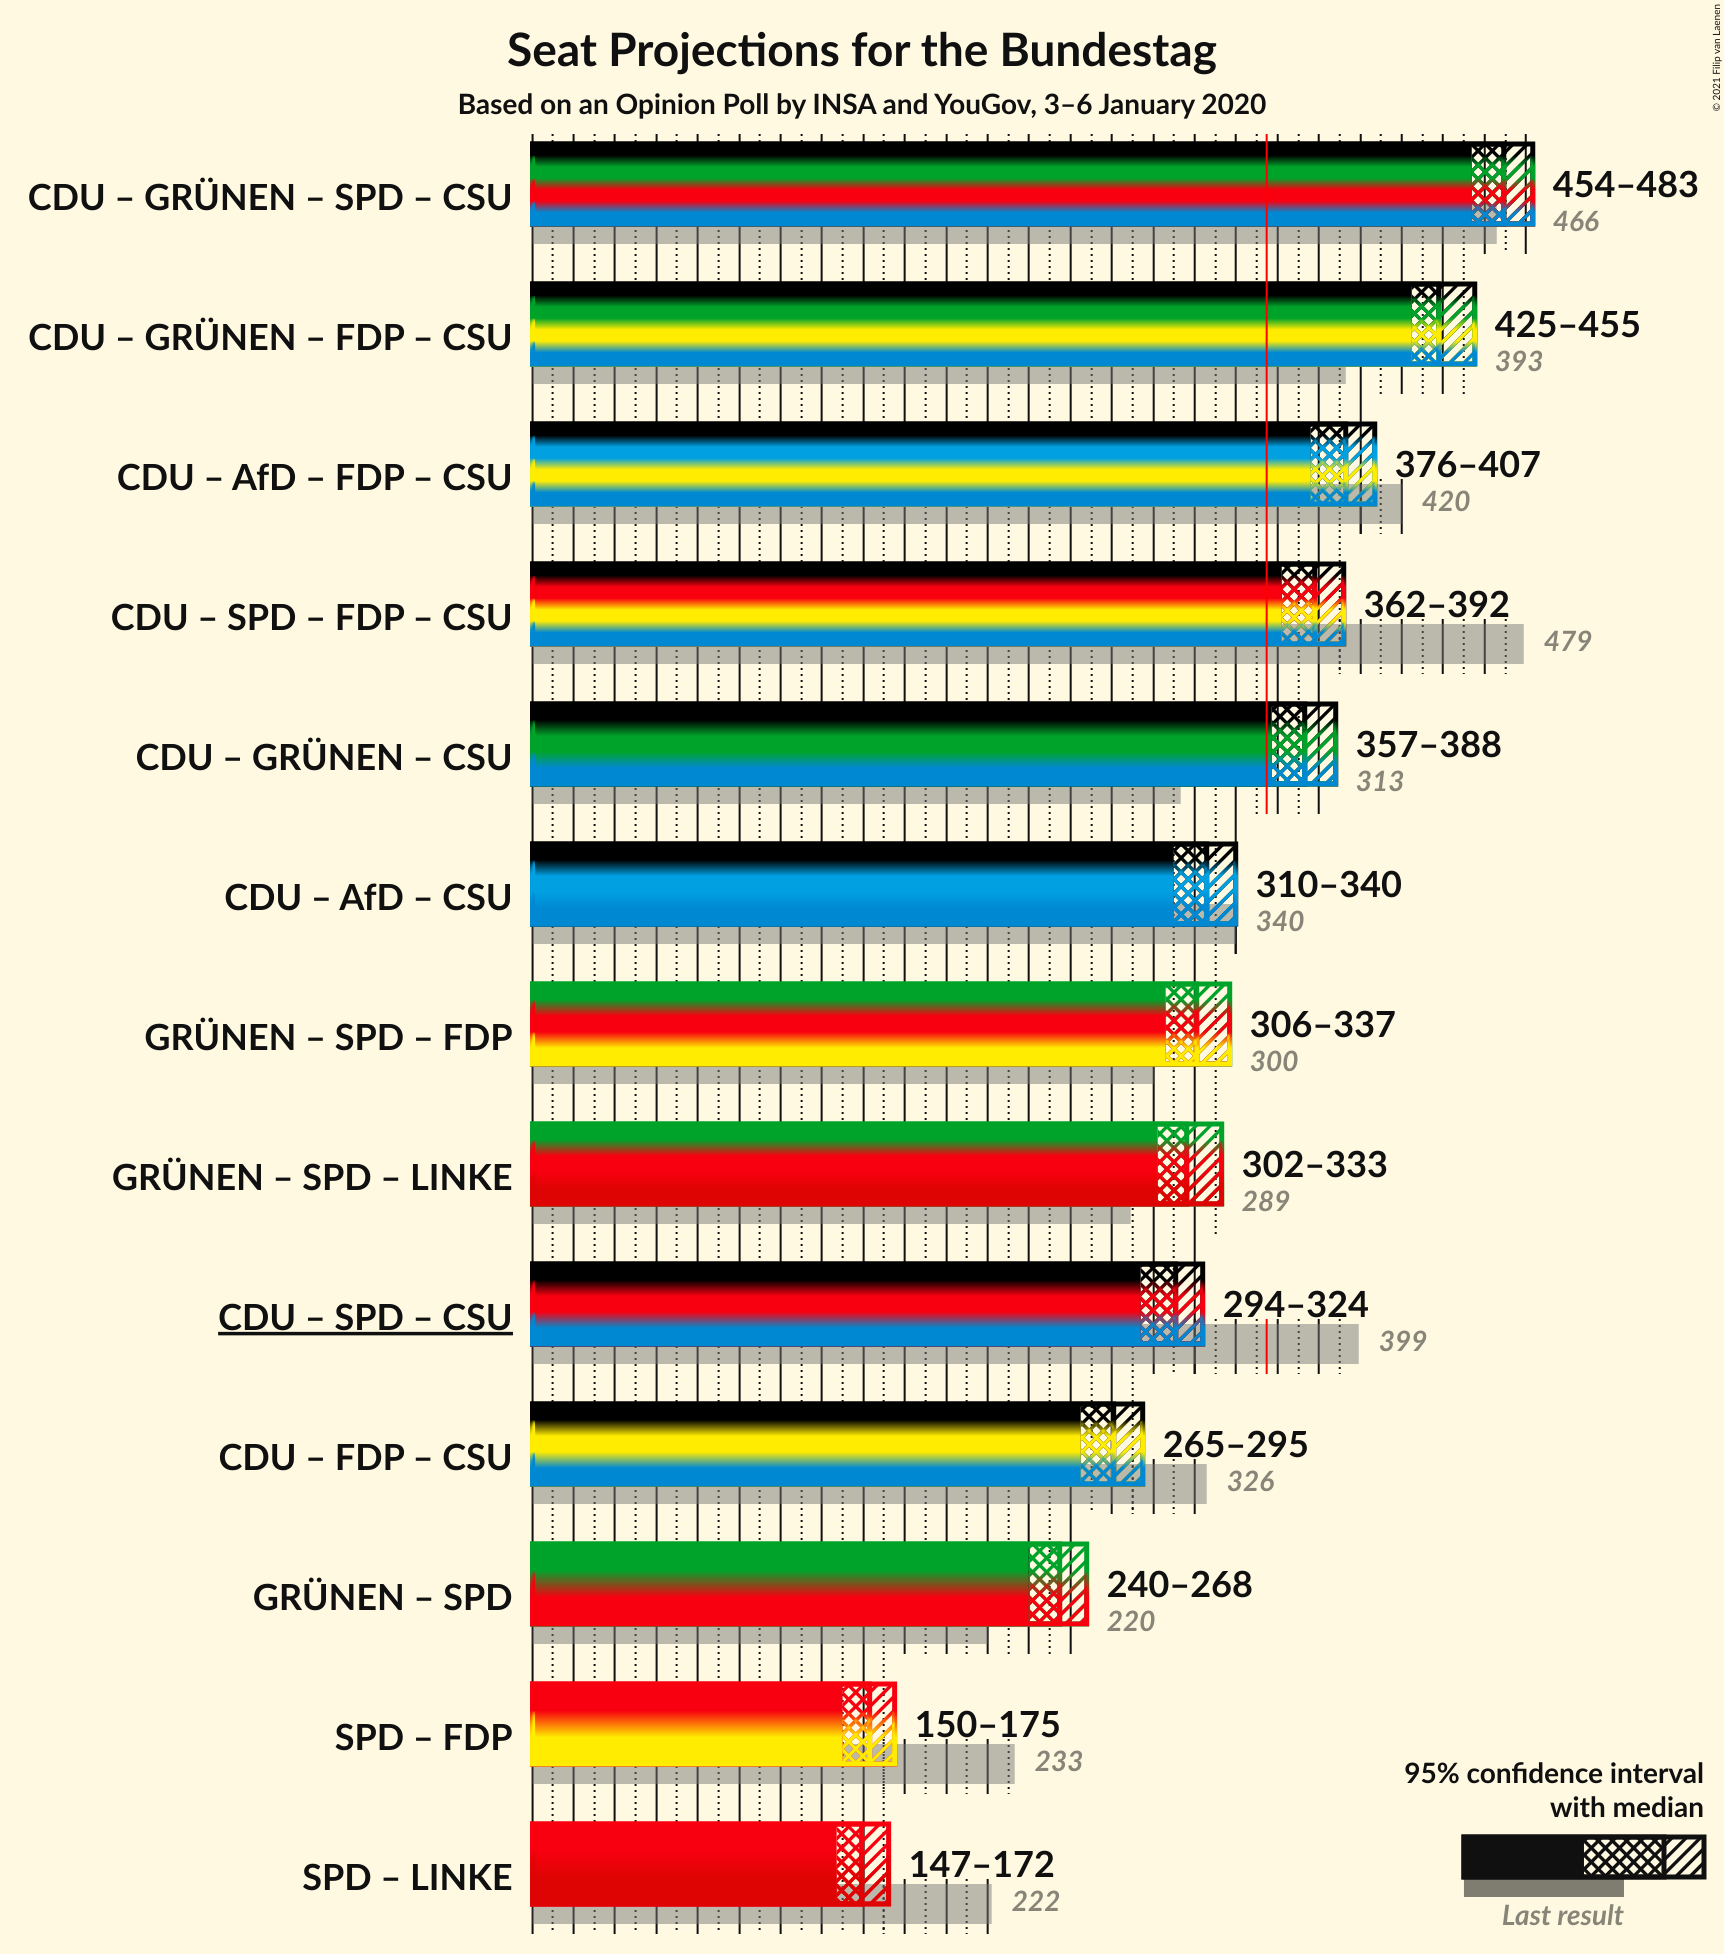 Seat Projections for the Bundestag
Based on an Opinion Poll by INSA and YouGov, 3–6 January 2020
© 2021 Filip van Laenen
CDU – GRÜNEN – SPD – CSU
454–483
466
CDU – GRÜNEN – FDP – CSU
425–455
393
CDU – AfD – FDP – CSU
376–407
420
CDU – SPD – FDP – CSU
362–392
479
CDU – GRÜNEN – CSU
357–388
313
CDU – AfD – CSU
310–340
340
GRÜNEN – SPD – FDP
306–337
300
GRÜNEN – SPD – LINKE
302–333
289
CDU – SPD – CSU
294–324
399
CDU – FDP – CSU
265–295
326
GRÜNEN – SPD
240–268
220
SPD – FDP
150–175
233
SPD – LINKE
147–172
222
95% confidence interval
with median
Last result